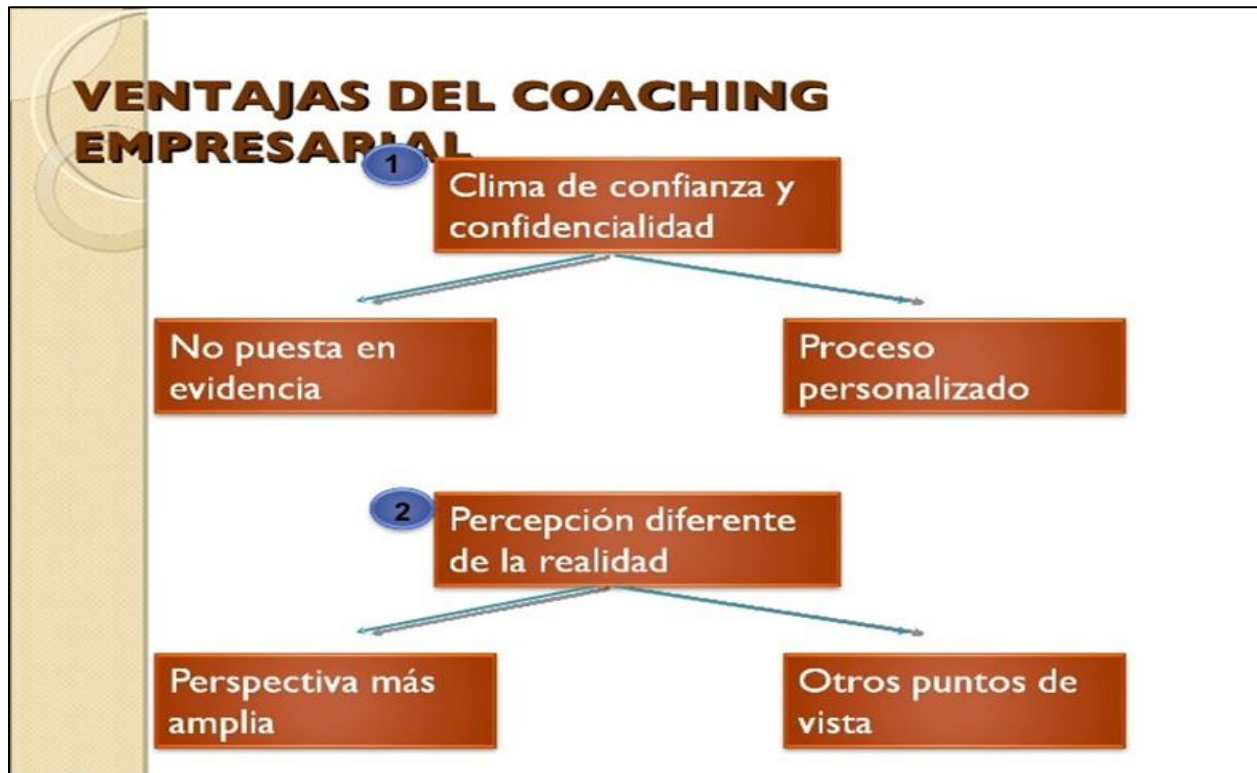 VENTAJAS DEL COACHING
EMPRESARIAL
1
Clima de confianza y
confidencialidad
No puesta en
evidencia
Proceso
personalizado
2
Percepción diferente
de la realidad
Perspectiva más
amplia
Otros puntos de
vista